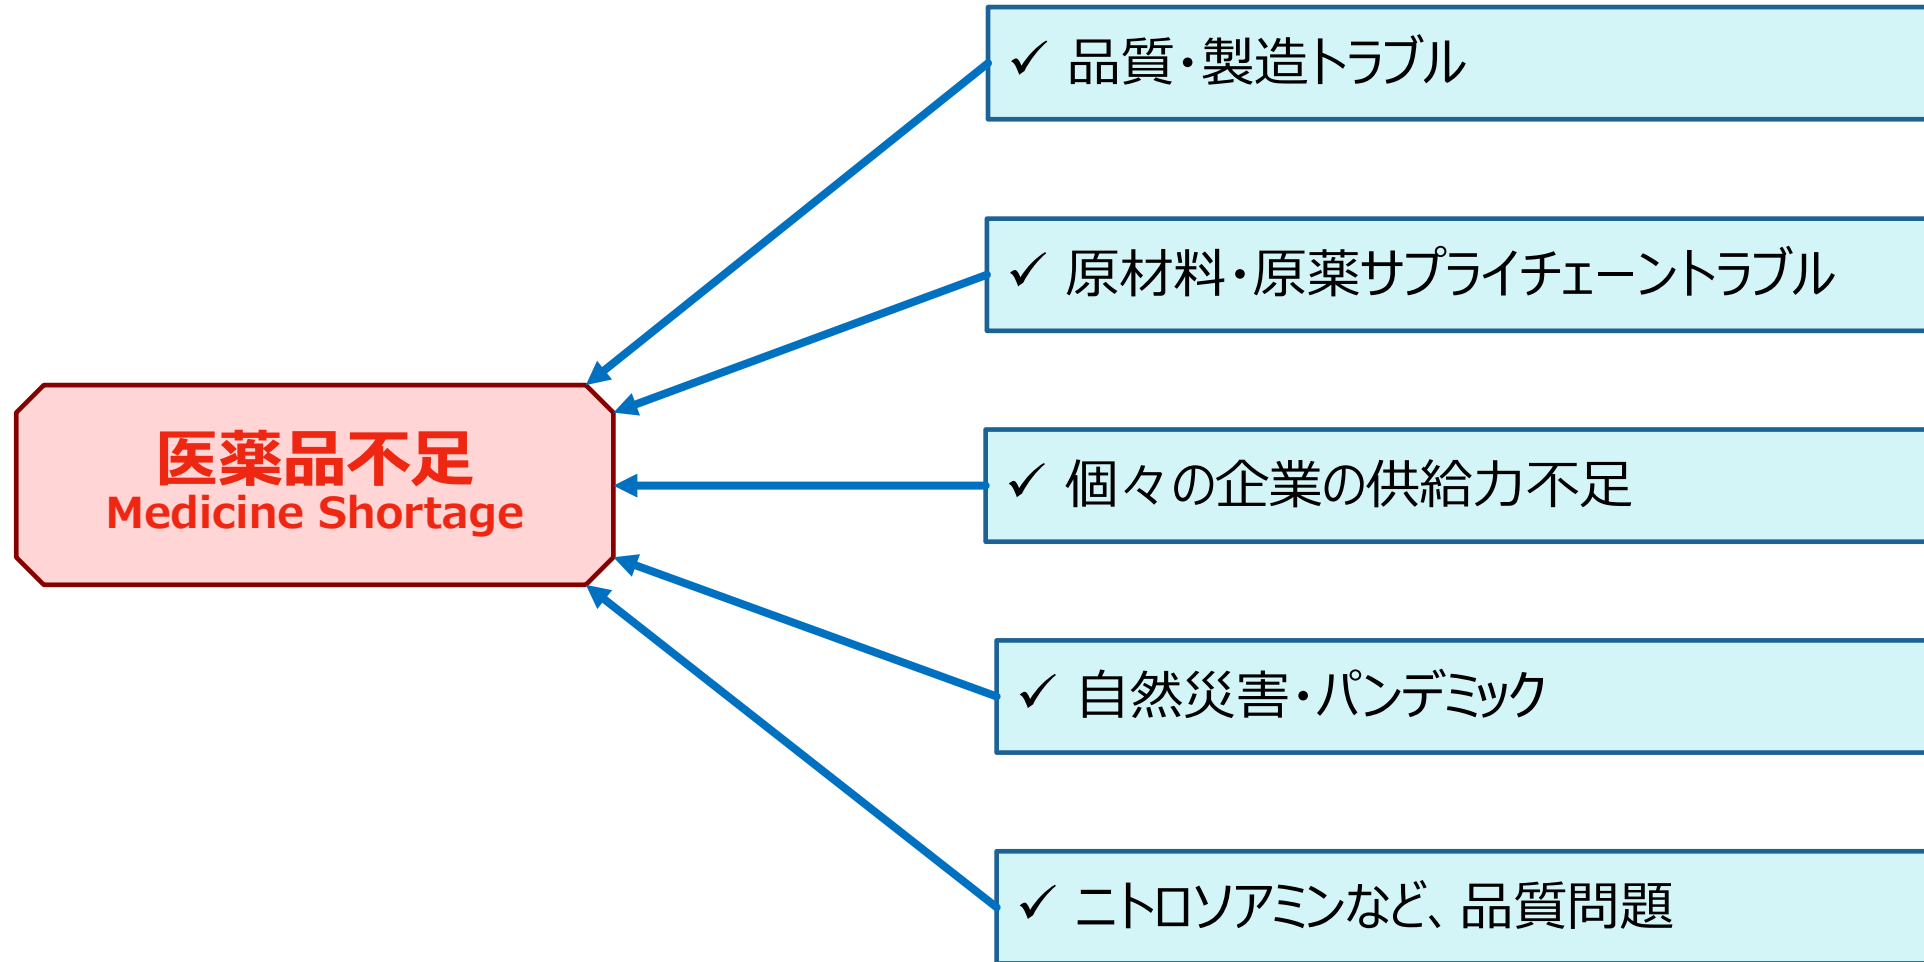 ✓ 品質・製造トラブル
✓ 原材料・原薬サプライチェーントラブル
医薬品不足
Medicine Shortage
✓ 個々の企業の供給力不足
✓ 自然災害・パンデミック
✓ ニトロソアミンなど、品質問題